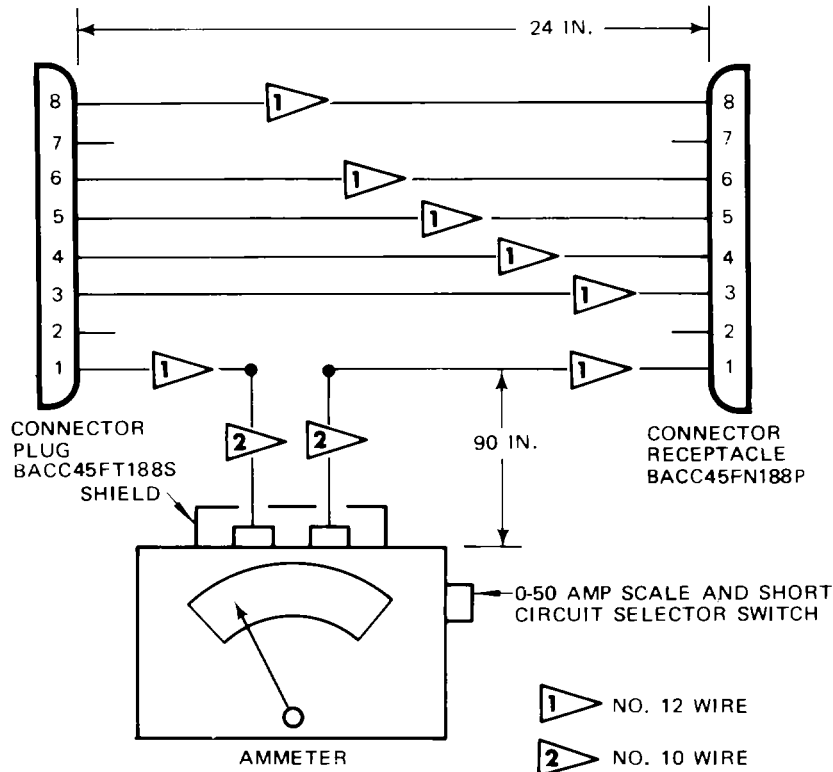 24 IN.
8 1 8
7 7
6 1 6
5 1 5
4 1 4
3 1 3
2 2
1 1 1 1
CONNECTOR
PLUG
BACC45FT188S
2 2
90 IN.
CONNECTOR
RECEPTACLE
BACC45FN188P
SHIELD
0-50 AMP SCALE AND SHORT
CIRCUIT SELECTOR SWITCH
AMMETER
1 NO. 12 WIRE
2 NO. 10 WIRE